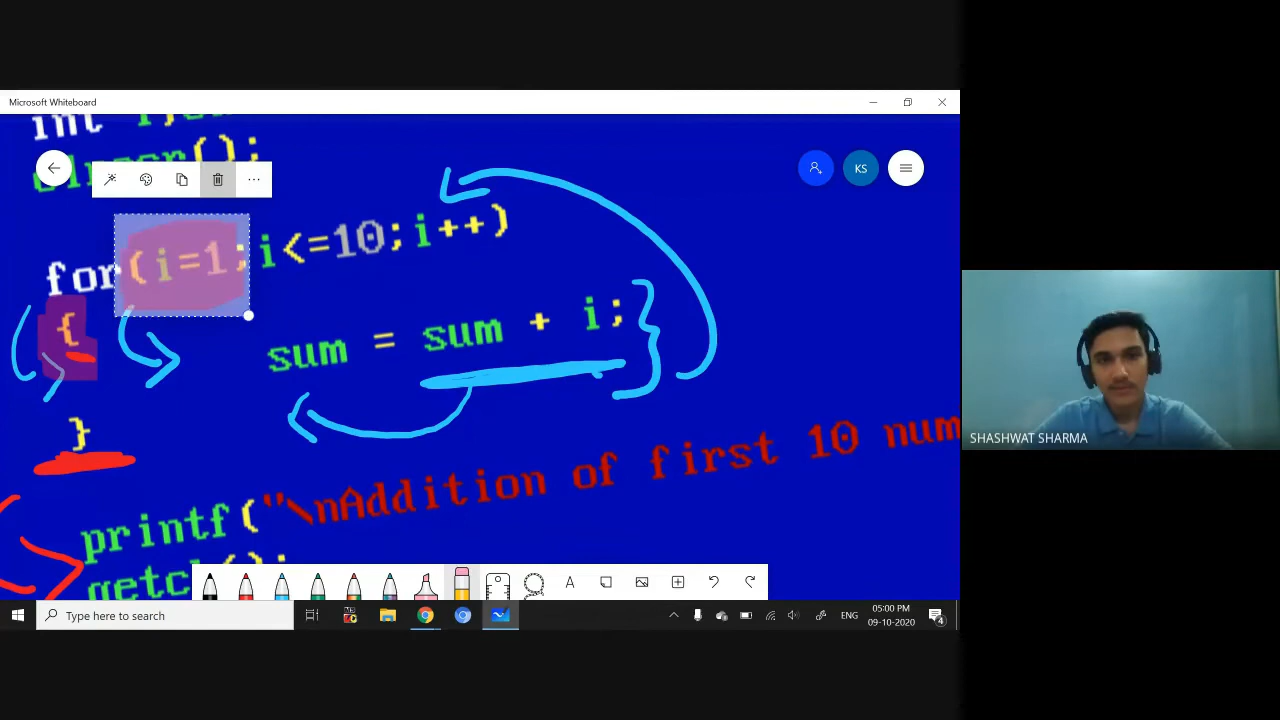 Microsoft Whiteboard
int
clrscr();
KS
for(i=1;i<=10;i++)
{
sum = sum + i;
}
SHASHWAT SHARMA
printf("\nAddition of first 10 num
getch();
A
Type here to search
ENG
05:00 PM
09-10-2020
4